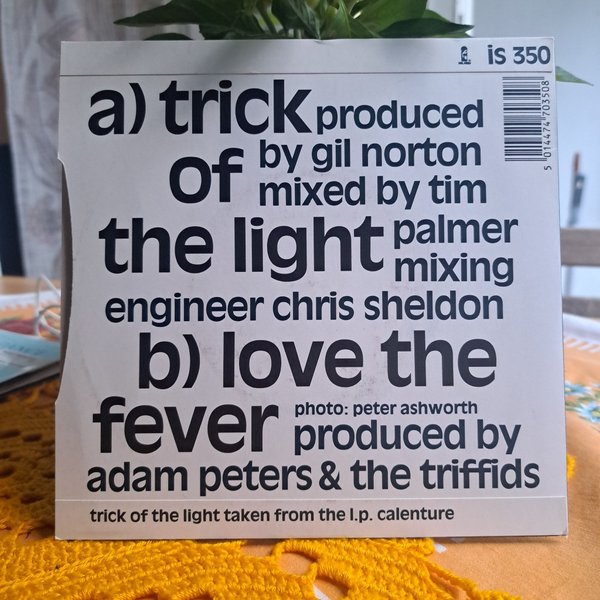 is 350
5 014474 703508
a) trick produced
of by gil norton
mixed by tim
the light palmer
mixing
engineer chris sheldon
b) love the
fever photo: peter ashworth
produced by
adam peters & the triffids
trick of the light taken from the l.p. calenture